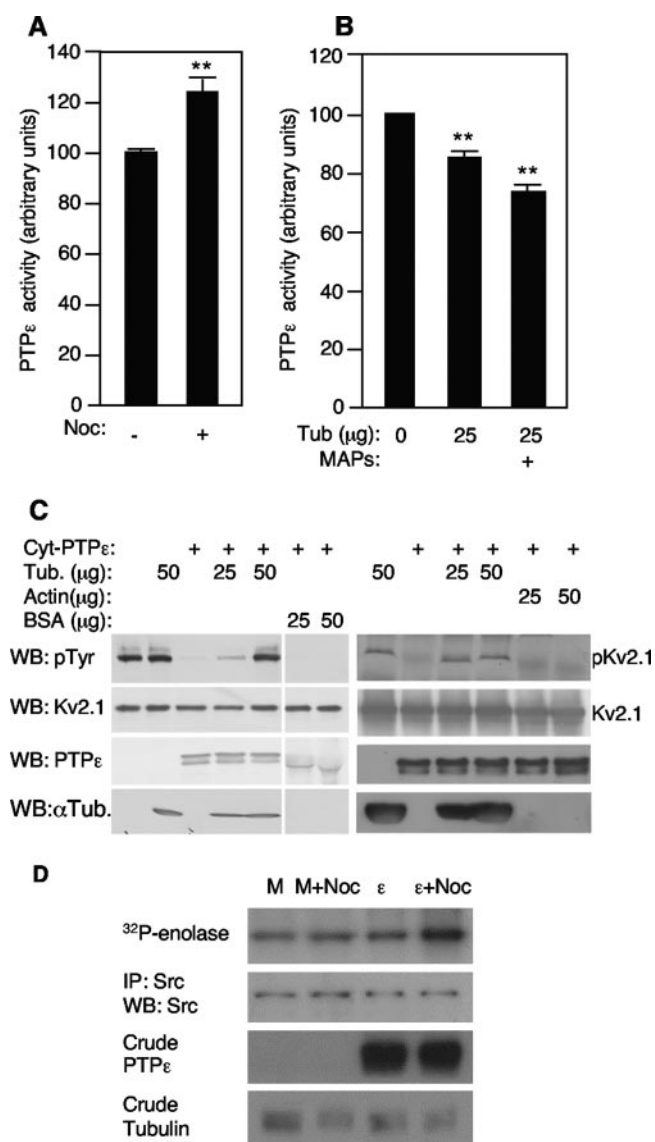 A
PTPε activity (arbitrary units)
140
120
100
80
60
40
20
0
**
Noc: - +
B
PTPε activity (arbitrary units)
120
100
80
60
40
20
0
** **
Tub (μg): 0 25 25
MAPs: +
C
Cyt-PTPε: + + + + + + + + + +
Tub. (μg): 50 25 50 50 25 50
Actin(μg) 25 50
BSA (μg) 25 50
WB: pTyr pKv2.1
WB: Kv2.1 Kv2.1
WB: PTPε
WB:αTub.
D
M M+Noc ε ε+Noc
³²P-enolase
IP: Src
WB: Src
Crude
PTPε
Crude
Tubulin